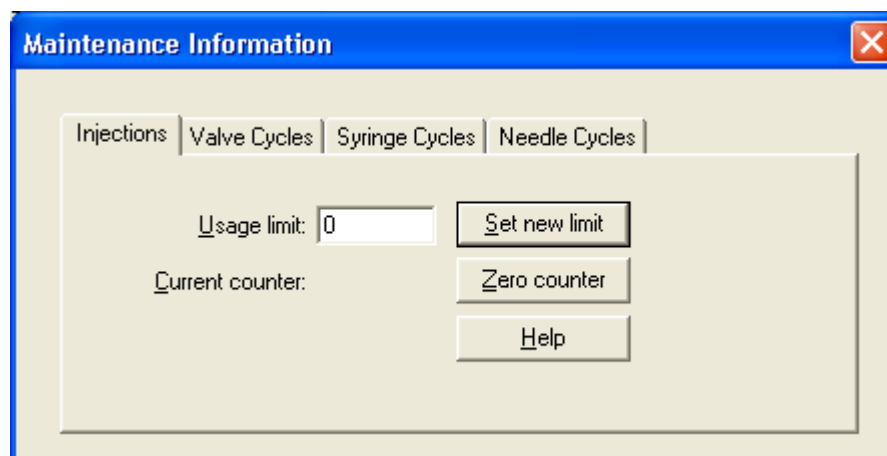 Maintenance Information
Injections Valve Cycles Syringe Cycles Needle Cycles
Usage limit: 0 Set new limit
Current counter: Zero counter
Help